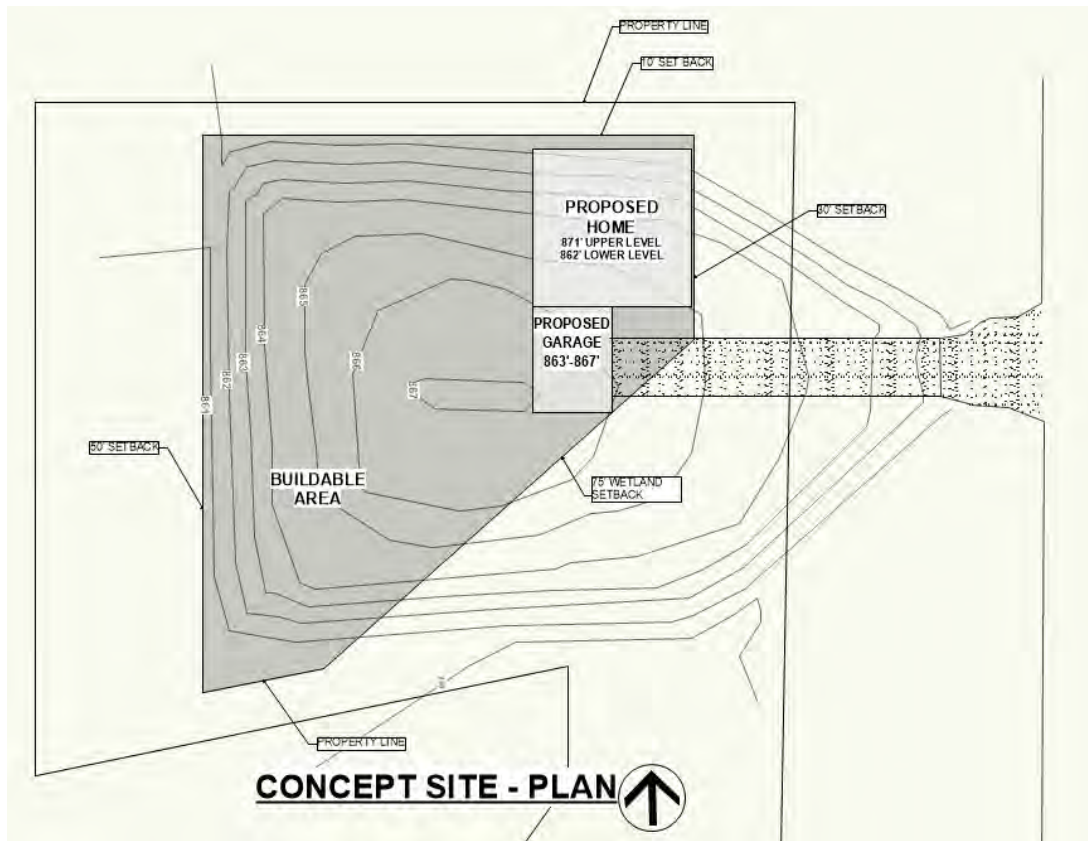 PROPERTY LINE
10' SET BACK
PROPOSED
HOME
871' UPPER LEVEL
862' LOWER LEVEL
30' SETBACK
PROPOSED
GARAGE
863'-867'
865
864
863
862
861
866
867
50' SETBACK
BUILDABLE
AREA
75' WETLAND
SETBACK
PROPERTY LINE
CONCEPT SITE - PLAN